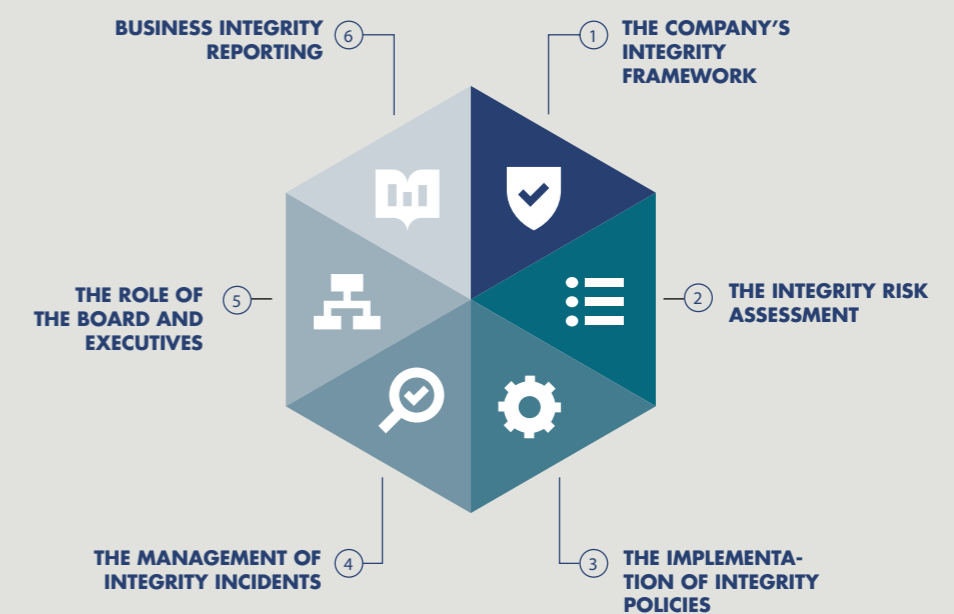 1
THE COMPANY'S
INTEGRITY
FRAMEWORK
2
THE INTEGRITY RISK
ASSESSMENT
3
THE IMPLEMENTA-
TION OF INTEGRITY
POLICIES
4
THE MANAGEMENT OF
INTEGRITY INCIDENTS
5
THE ROLE OF
THE BOARD AND
EXECUTIVES
6
BUSINESS INTEGRITY
REPORTING